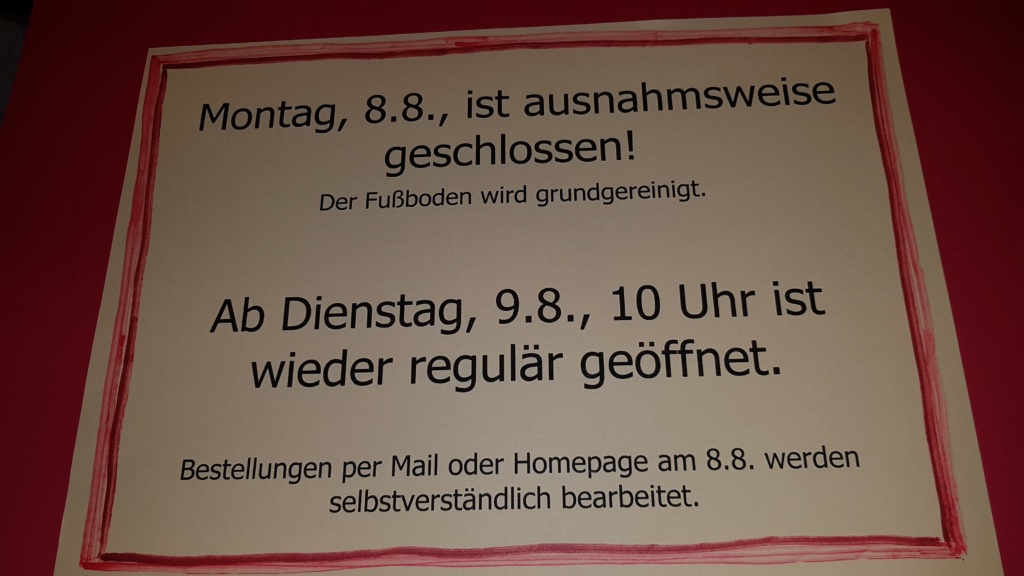 Montag, 8.8., ist ausnahmsweise
geschlossen!
Der Fußboden wird grundgereinigt.
Ab Dienstag, 9.8., 10 Uhr ist
wieder regulär geöffnet.
Bestellungen per Mail oder Homepage am 8.8. werden
selbstverständlich bearbeitet.